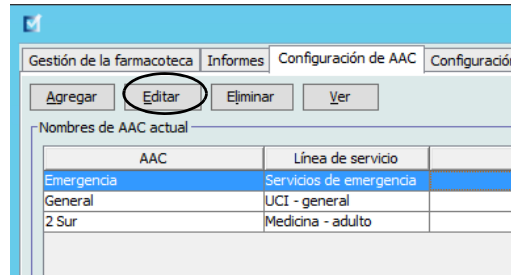 Gestión de la farmacoteca Informes Configuración de AAC Configuración
Agregar Editar Eliminar Ver
Nombres de AAC actual
AAC Línea de servicio
Emergencia Servicios de emergencia
General UCI - general
2 Sur Medicina - adulto